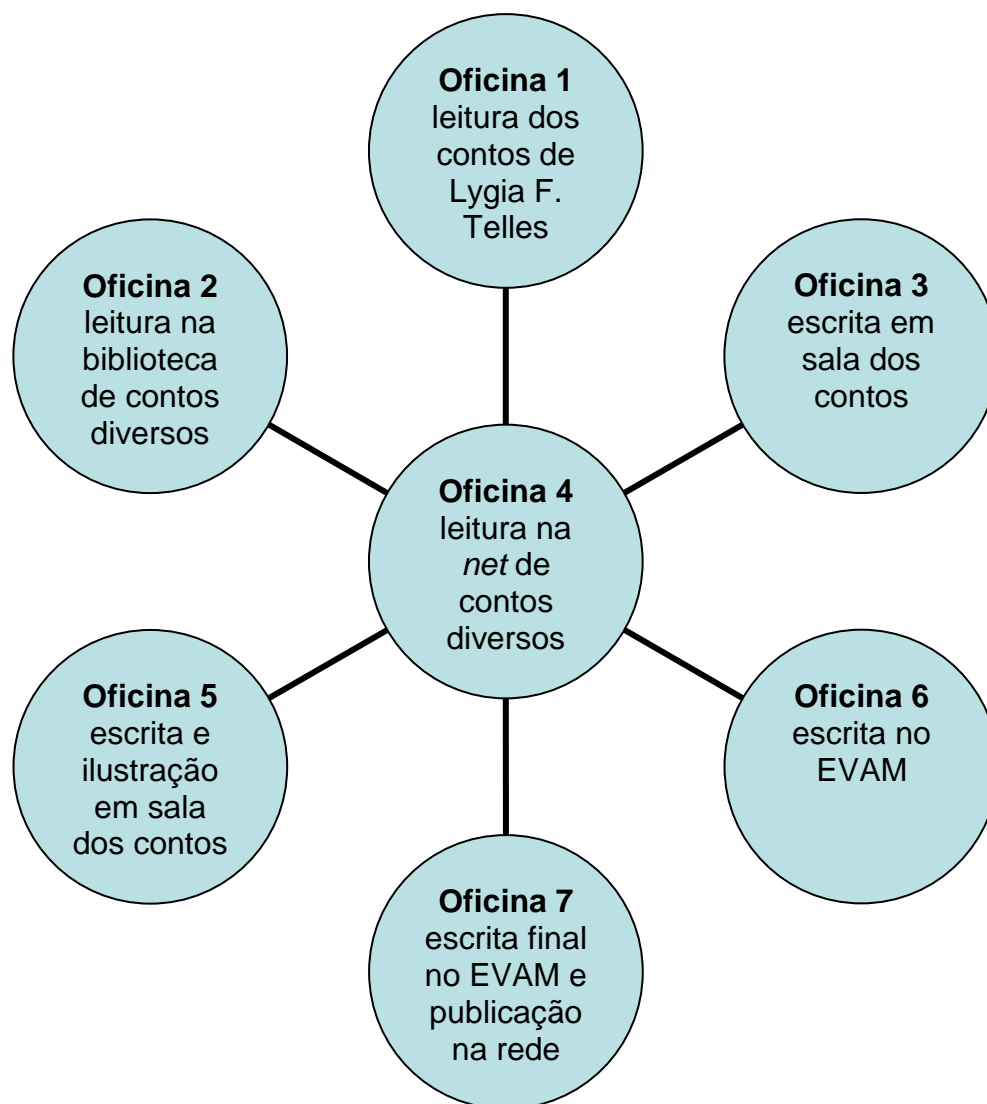 Oficina 1
leitura dos
contos de
Lygia F.
Telles
Oficina 2
leitura na
biblioteca
de contos
diversos
Oficina 3
escrita em
sala dos
contos
Oficina 4
leitura na
net de
contos
diversos
Oficina 5
escrita e
ilustração
em sala
dos contos
Oficina 6
escrita no
EVAM
Oficina 7
escrita final
no EVAM e
publicação
na rede